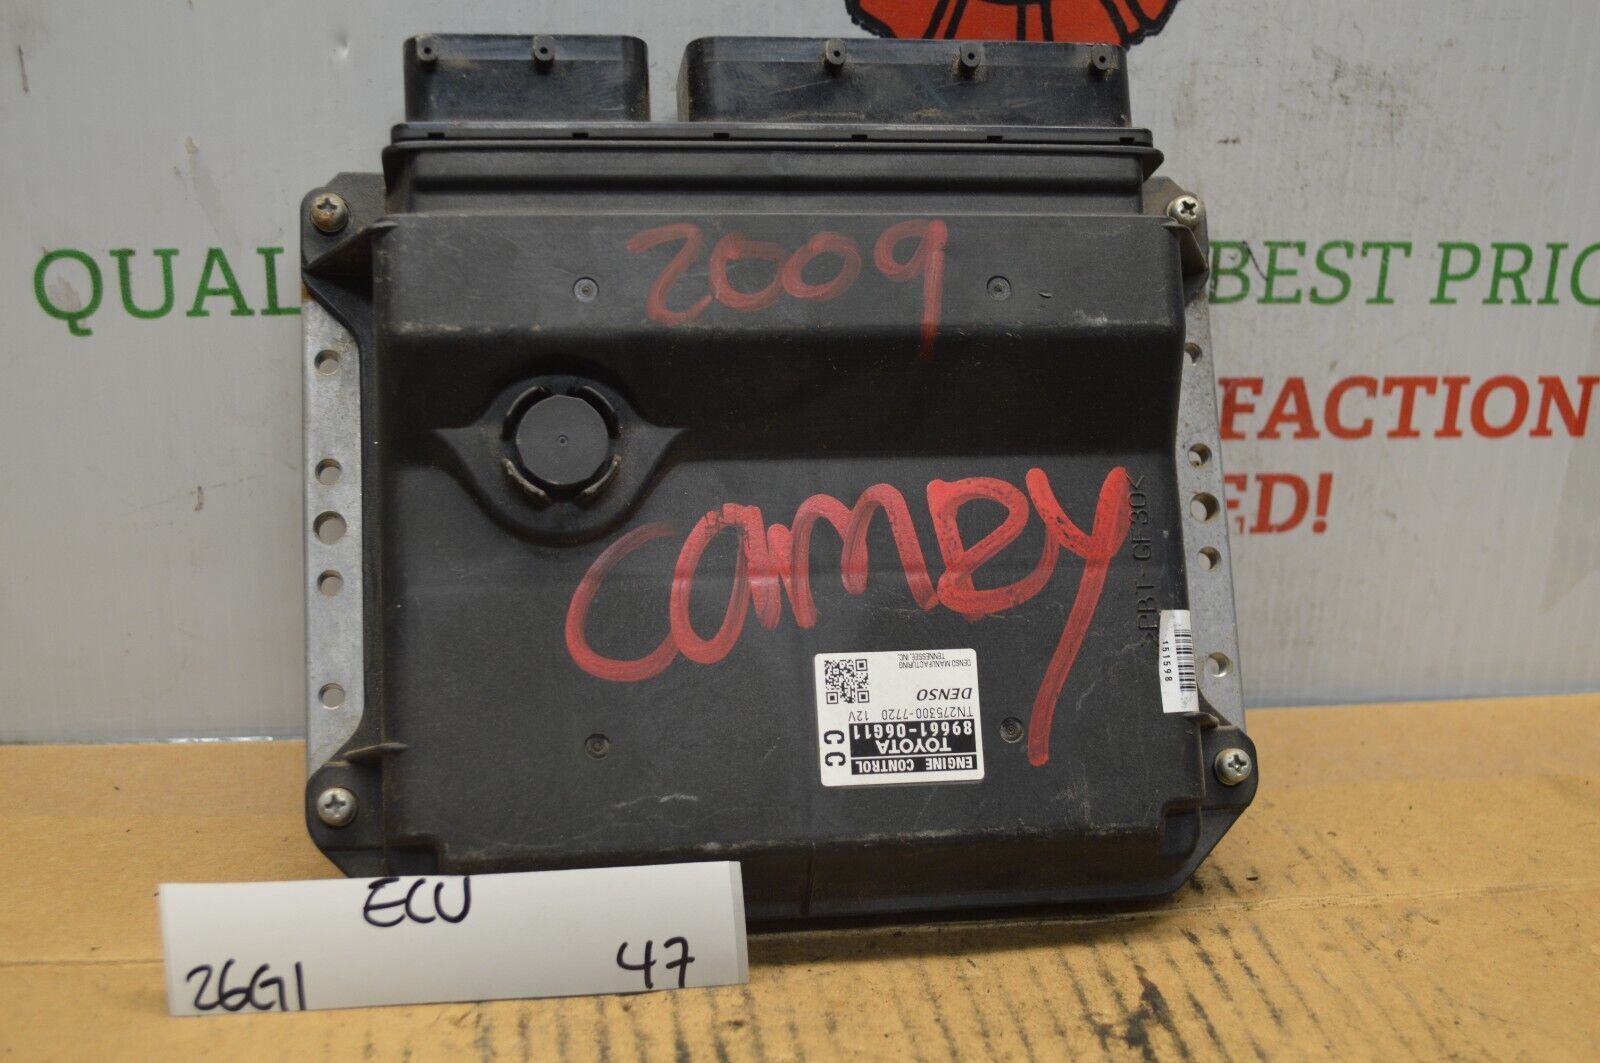 QUAL
BEST PRIC
FACTION
ED!
2009
CAMRY
>PBT-GF30<
151598
ENGINE CONTROL
TOYOTA
89661-06G11
CC
TN275300-7720 12V
DENSO
DENSO MANUFACTURING
TENNESSEE, INC.
ECU
26G1
47